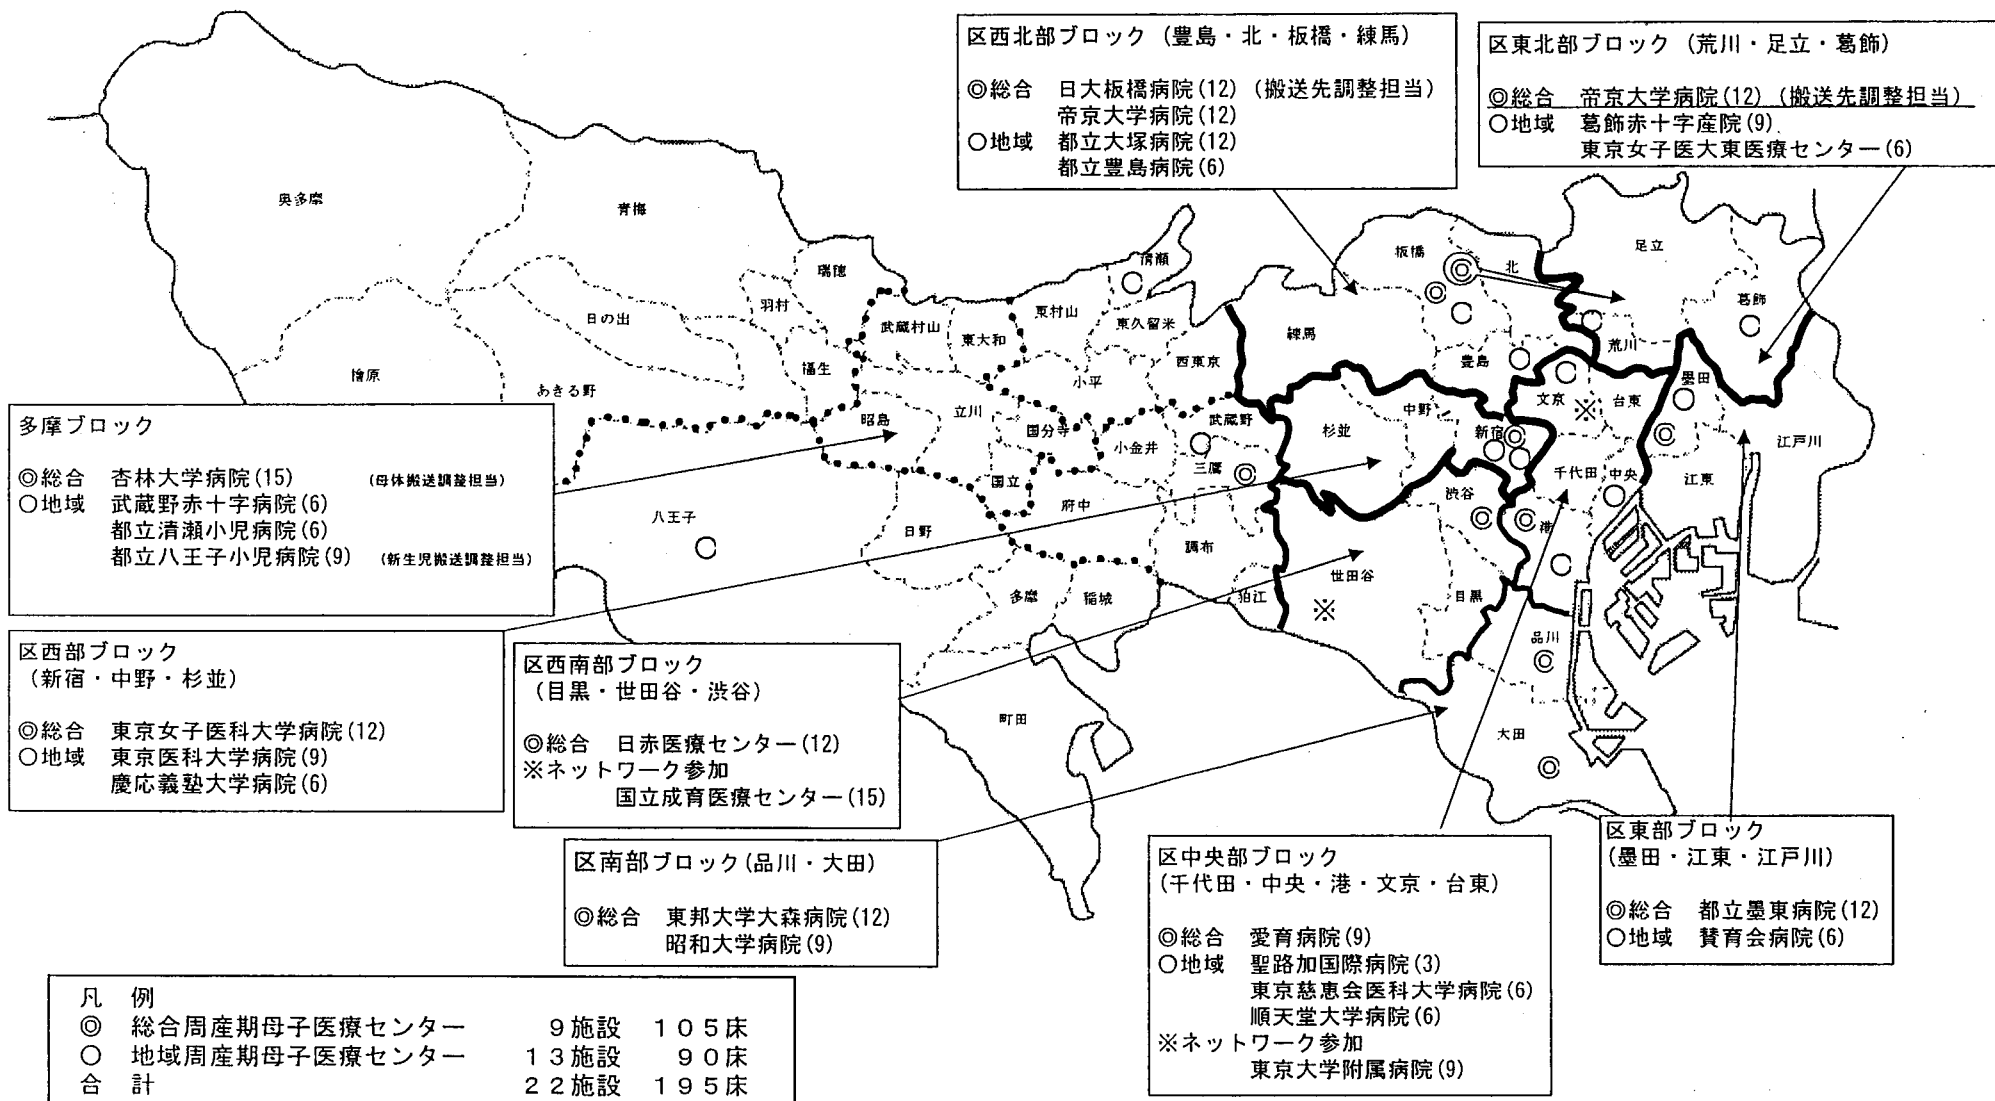 区西北部ブロック (豊島・北・板橋・練馬)
◎総合 日大板橋病院(12) (搬送先調整担当)
帝京大学病院(12)
○地域 都立大塚病院(12)
都立豊島病院(6)
区東北部ブロック (荒川・足立・葛飾)
◎総合 帝京大学病院(12) (搬送先調整担当)
○地域 葛飾赤十字産院(9)
東京女子医大東医療センター(6)
奥多摩
青梅
瑞穂
羽村
日の出
福生
檜原
あきる野
武蔵村山
東大和
東村山
清瀬
東久留米
西東京
小平
昭島
立川
国分寺
小金井
武蔵野
三鷹
国立
府中
八王子
日野
調布
多摩
稲城
狛江
町田
板橋
北
足立
葛飾
練馬
豊島
荒川
文京
※
台東
墨田
江戸川
中野
杉並
新宿
千代田
中央
江東
渋谷
港
世田谷
※
目黒
品川
大田
多摩ブロック
◎総合 杏林大学病院(15) (母体搬送調整担当)
○地域 武蔵野赤十字病院(6)
都立清瀬小児病院(6)
都立八王子小児病院(9) (新生児搬送調整担当)
区西部ブロック
(新宿・中野・杉並)
◎総合 東京女子医科大学病院(12)
○地域 東京医科大学病院(9)
慶応義塾大学病院(6)
区西南部ブロック
(目黒・世田谷・渋谷)
◎総合 日赤医療センター(12)
※ネットワーク参加
国立成育医療センター(15)
区南部ブロック(品川・大田)
◎総合 東邦大学大森病院(12)
昭和大学病院(9)
区中央部ブロック
(千代田・中央・港・文京・台東)
◎総合 愛育病院(9)
○地域 聖路加国際病院(3)
東京慈恵会医科大学病院(6)
順天堂大学病院(6)
※ネットワーク参加
東京大学附属病院(9)
区東部ブロック
(墨田・江東・江戸川)
◎総合 都立墨東病院(12)
○地域 賛育会病院(6)
凡 例
◎ 総合周産期母子医療センター 9施設 105床
○ 地域周産期母子医療センター 13施設 90床
合 計 22施設 195床